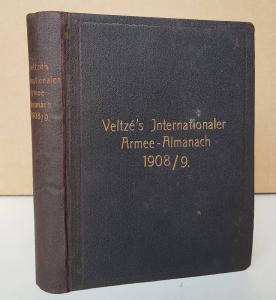 Veltzé's
Internationaler
Armee-
Almanach
1908/9.
Veltzé's Internationaler
Armee-Almanach
1908/9.